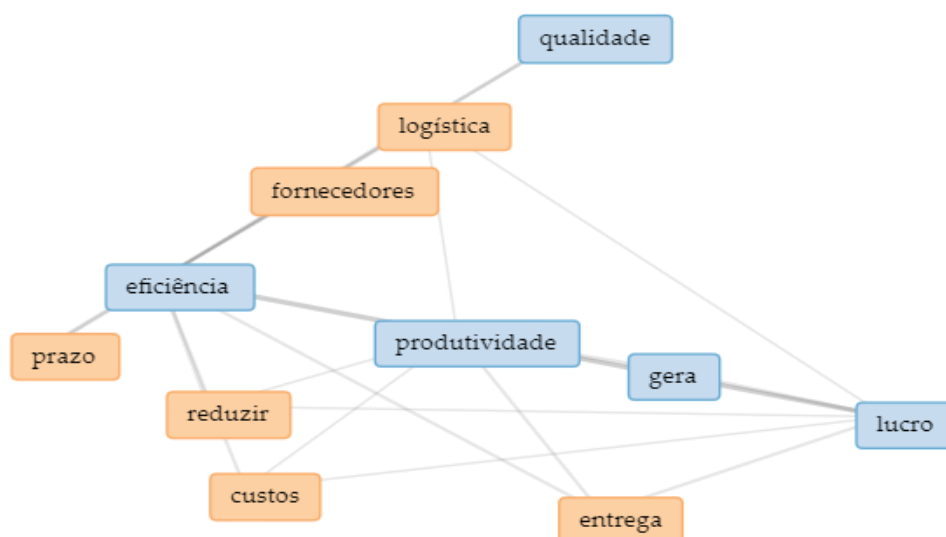 qualidade
logística
fornecedores
eficiência
produtividade
prazo
gera
reduzir
lucro
custos
entrega